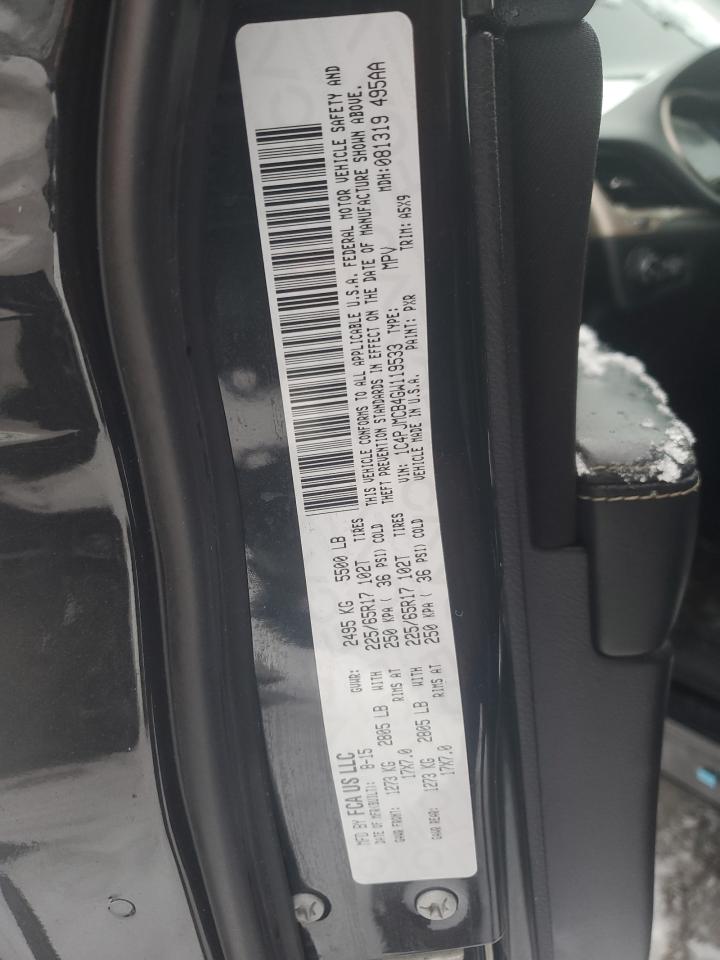 MFD BY FCA US LLC
DATE OF MFR(BUILT): 8-15 GVWR: 2495 KG 5500 LB
GAWR FRONT: 1273 KG 2805 LB WITH 225/65R17 102T TIRES
17X7.0 RIMS AT 250 KPA ( 36 PSI) COLD
GAWR REAR: 1273 KG 2805 LB WITH 225/65R17 102T TIRES
17X7.0 RIMS AT 250 KPA ( 36 PSI) COLD
THIS VEHICLE CONFORMS TO ALL APPLICABLE U.S.A. FEDERAL MOTOR VEHICLE SAFETY AND
THEFT PREVENTION STANDARDS IN EFFECT ON THE DATE OF MANUFACTURE SHOWN ABOVE.
VIN: 1C4PJMCB4GW119533 TYPE: MPV MDH:081319 495AA
VEHICLE MADE IN U.S.A. PAINT: PXR TRIM: A5X9